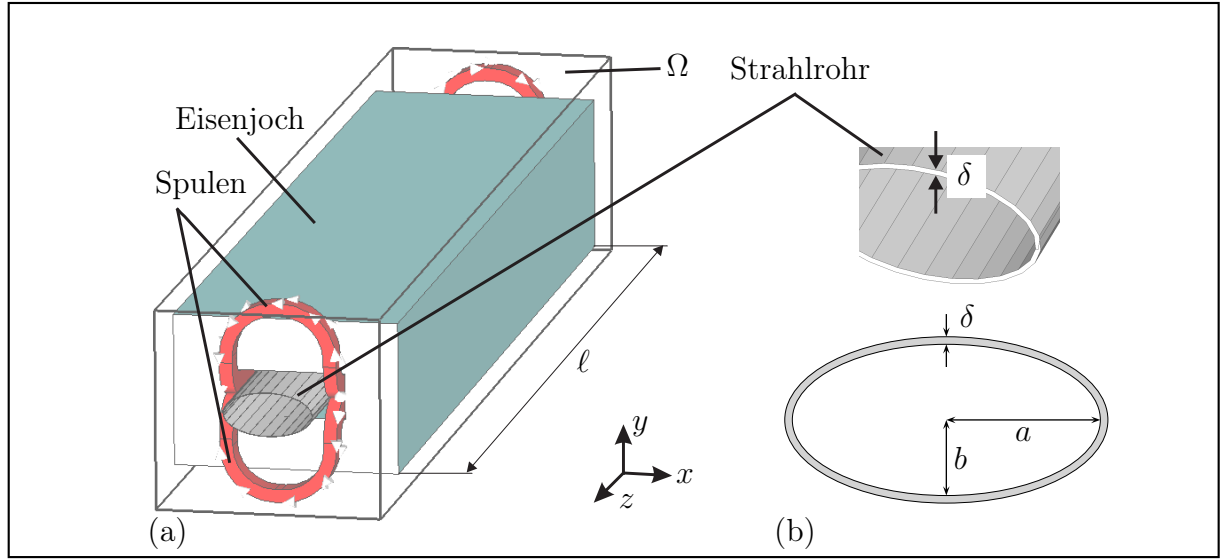 Ω
Strahlrohr
Eisenjoch
Spulen
δ
ℓ
y
x
z
δ
a
b
(a)
(b)